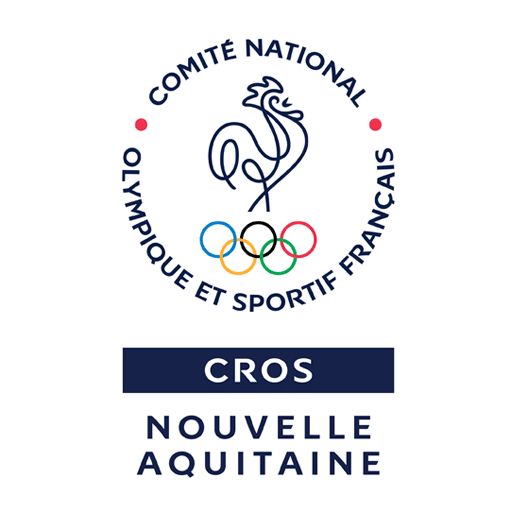 COMITÉ NATIONAL
OLYMPIQUE ET SPORTIF FRANÇAIS
CROS
NOUVELLE
AQUITAINE